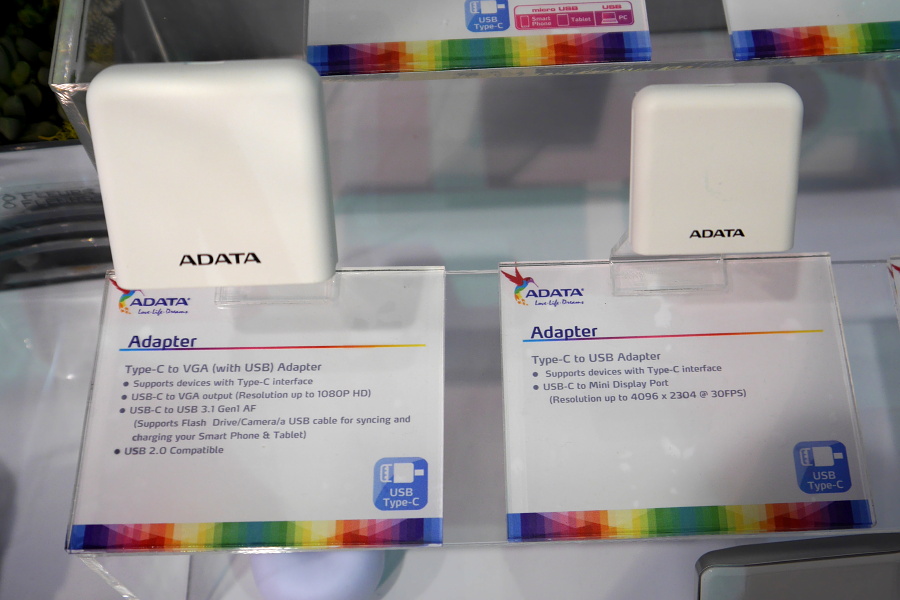 USB
Type-C
micro USB
USB
Smart
Phone
Tablet
PC
ADATA
ADATA
ADATA
Love·Life·Dreams
Adapter
Type-C to VGA (with USB) Adapter
• Supports devices with Type-C interface
• USB-C to VGA output (Resolution up to 1080P HD)
• USB-C to USB 3.1 Gen1 AF
(Supports Flash Drive/Camera/a USB cable for syncing and
charging your Smart Phone & Tablet)
• USB 2.0 Compatible
USB
Type-C
ADATA
Love·Life·Dreams
Adapter
Type-C to USB Adapter
• Supports devices with Type-C interface
• USB-C to Mini Display Port
(Resolution up to 4096 x 2304 @ 30FPS)
USB
Type-C